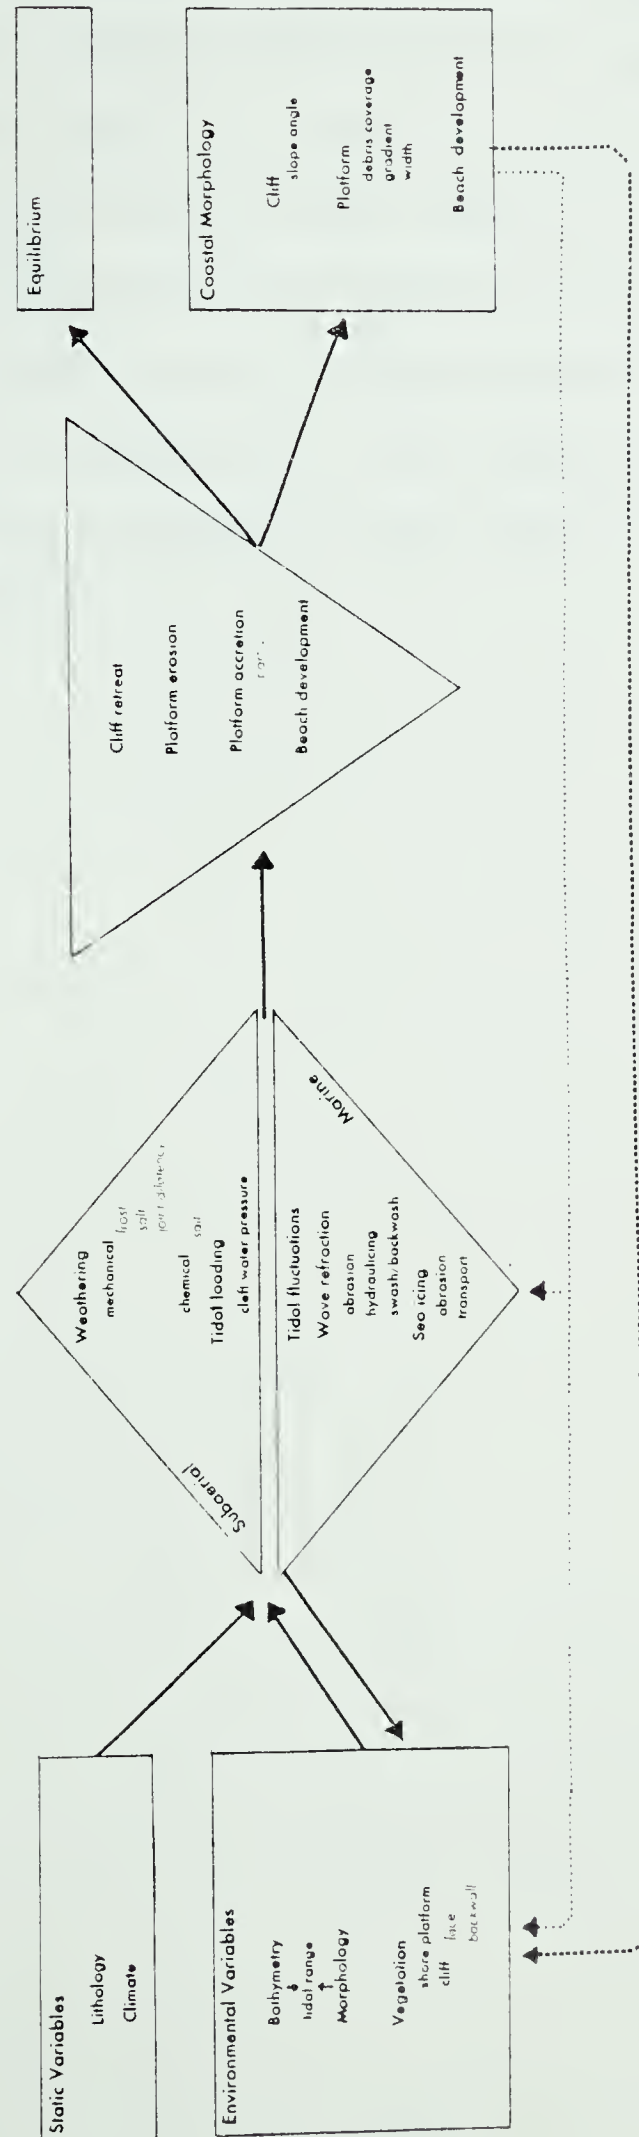 Static Variables
Lithology
Climate
Environmental Variables
Bathymetry
tidal range
Morphology
Vegetation
shore platform
cliff face
backwall
Subaerial
Weathering
mechanical frost
salt
joint dilatency
chemical salt
Tidal loading
cleft water pressure
Marine
Tidal fluctuations
Wave refraction
abrasion
hydraulicing
swash/backwash
Sea icing
abrasion
transport
Cliff retreat
Platform erosion
Platform accretion
Beach development
Equilibrium
Coastal Morphology
Cliff
slope angle
Platform
debris coverage
gradient
width
Beach development